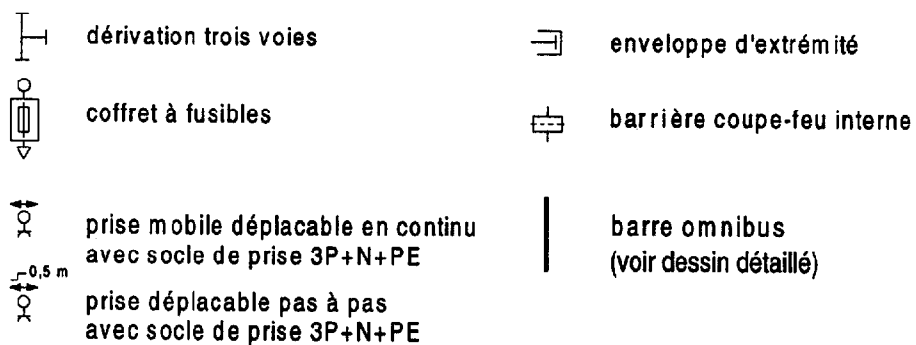 dérivation trois voies
coffret à fusibles
prise mobile déplacable en continu
avec socle de prise 3P+N+PE
0,5 m
prise déplacable pas à pas
avec socle de prise 3P+N+PE
enveloppe d'extrémité
barrière coupe-feu interne
barre omnibus
(voir dessin détaillé)